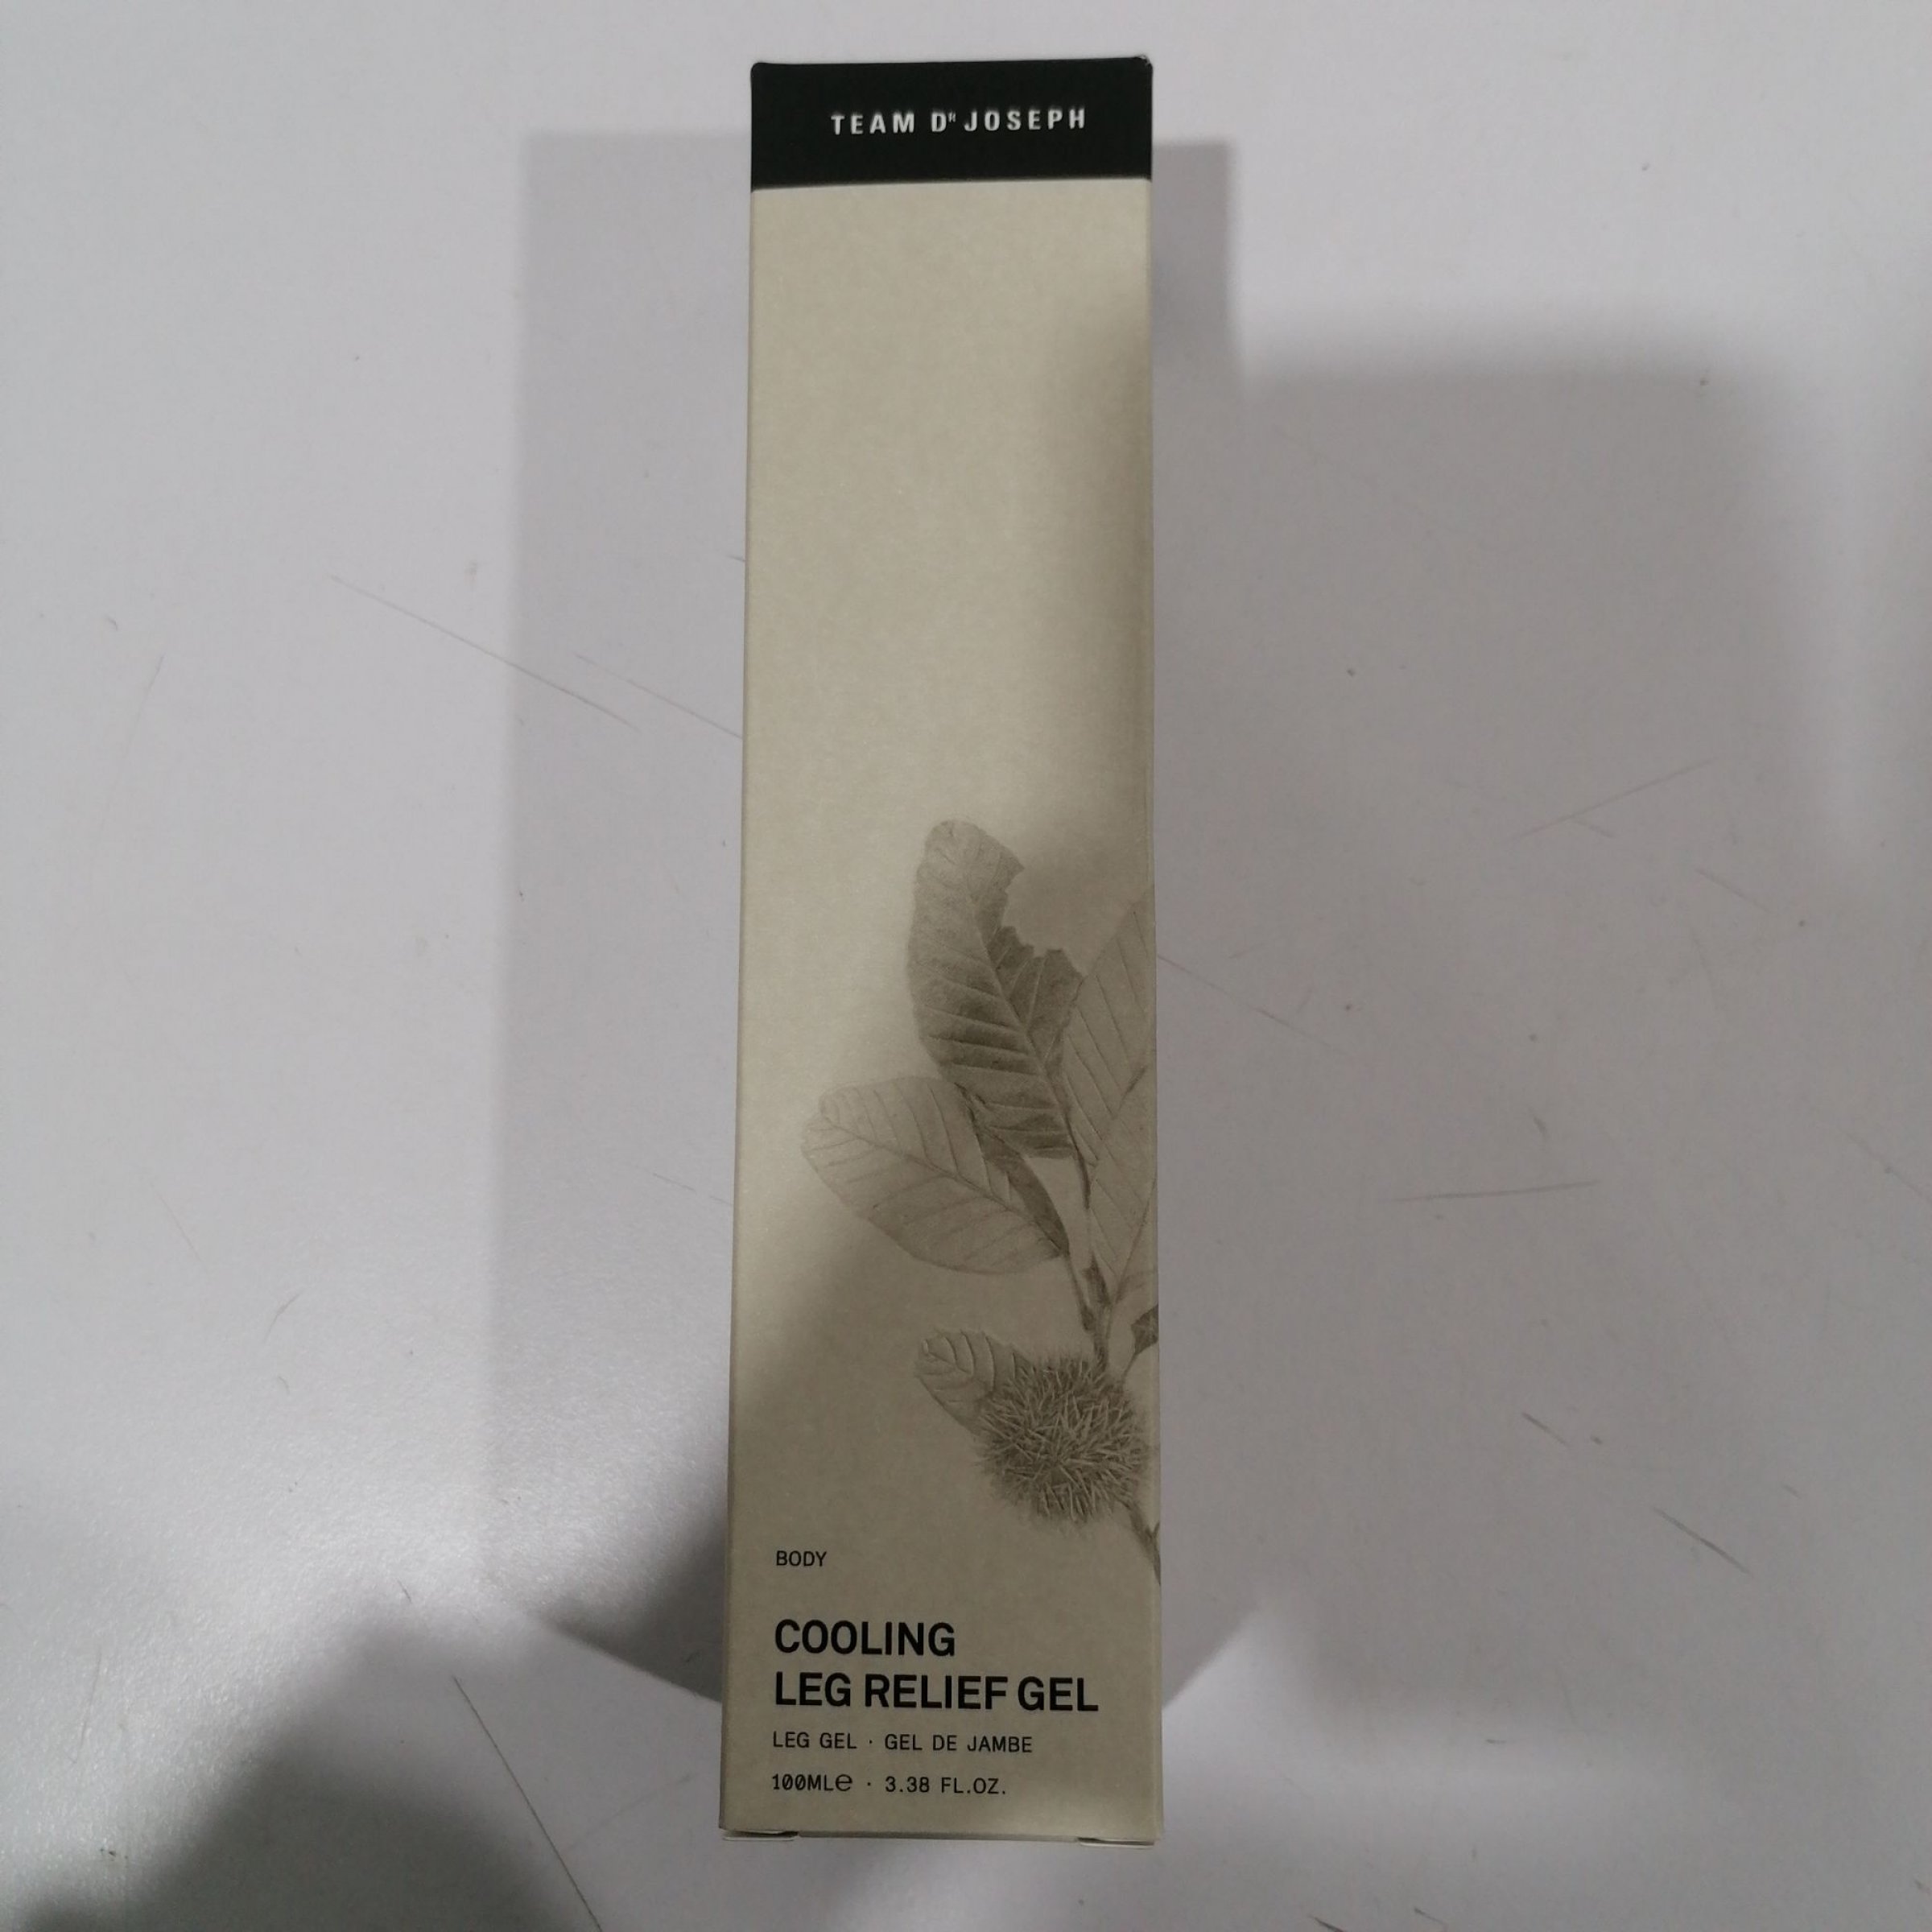 TEAM DR JOSEPH
BODY
COOLING
LEG RELIEF GEL
LEG GEL · GEL DE JAMBE
100ML℮ · 3.38 FL.OZ.